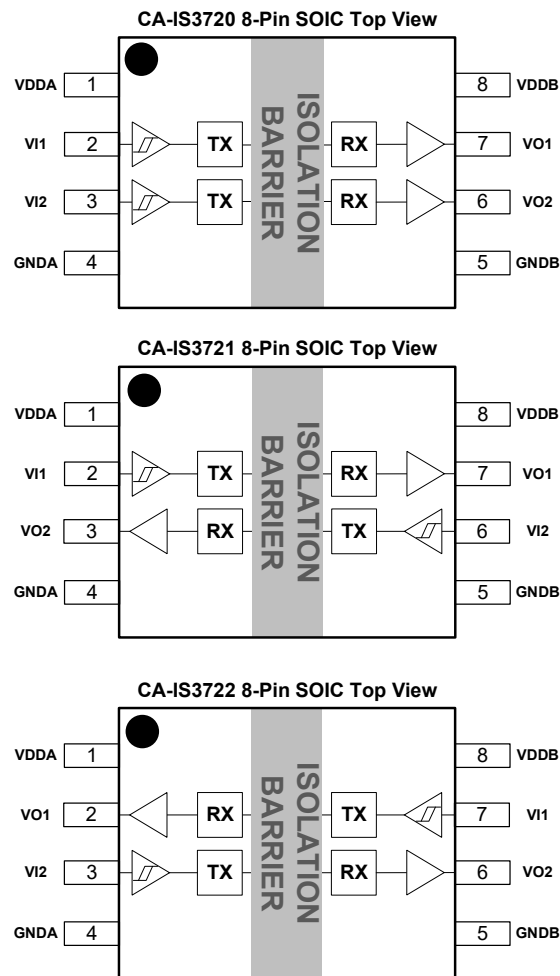 CA-IS3720 8-Pin SOIC Top View
VDDA 1 8 VDDB
VI1 2 TX RX 7 VO1
VI2 3 TX RX 6 VO2
GNDA 4 5 GNDB
ISOLATION
BARRIER
CA-IS3721 8-Pin SOIC Top View
VDDA 1 8 VDDB
VI1 2 TX RX 7 VO1
VO2 3 RX TX 6 VI2
GNDA 4 5 GNDB
ISOLATION
BARRIER
CA-IS3722 8-Pin SOIC Top View
VDDA 1 8 VDDB
VO1 2 RX TX 7 VI1
VI2 3 TX RX 6 VO2
GNDA 4 5 GNDB
ISOLATION
BARRIER